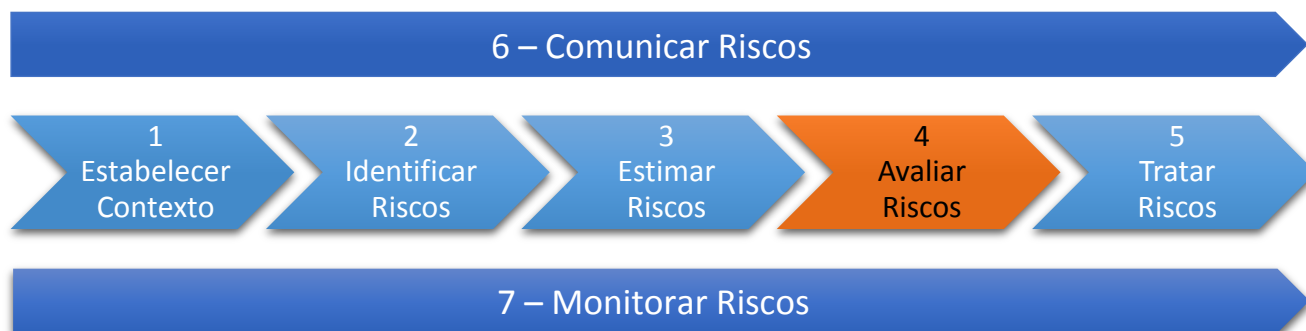 6 – Comunicar Riscos
1
Estabelecer
Contexto
2
Identificar
Riscos
3
Estimar
Riscos
4
Avaliar
Riscos
5
Tratar
Riscos
7 – Monitorar Riscos